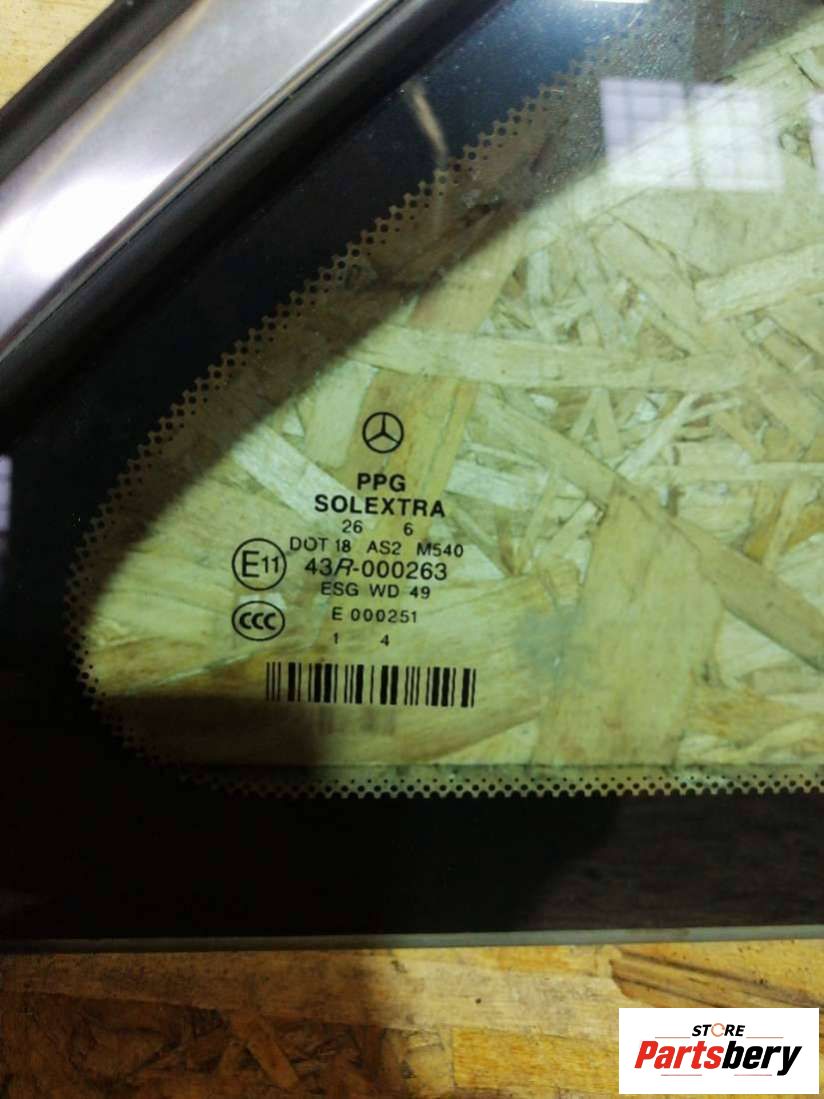 PPG
SOLEXTRA
26 6
DOT 18 AS2 M540
E11 43R-000263
ESG WD 49
CCC E 000251
1 4
STORE
Partsbery